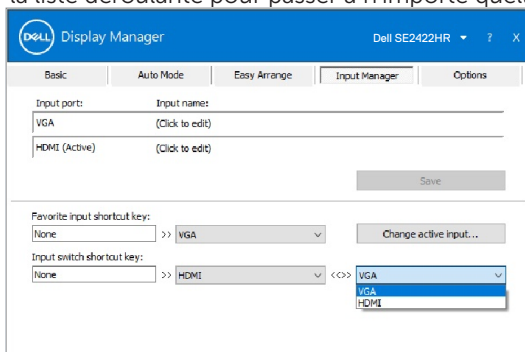 la liste déroulante pour passer à n'importe quel
DELL Display Manager Dell SE2422HR ? X
Basic Auto Mode Easy Arrange Input Manager Options
Input port: Input name:
VGA (Click to edit)
HDMI (Active) (Click to edit)
Save
Favorite input shortcut key:
None >> VGA Change active input...
Input switch shortcut key:
None >> HDMI <<>> VGA
VGA
HDMI